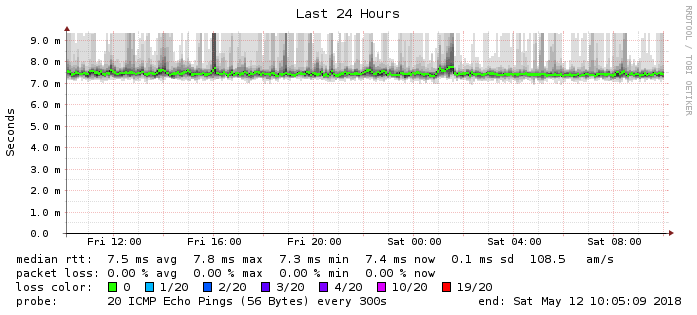 Last 24 Hours
RRDTOOL / TOBI OETIKER
Seconds
9.0 m
8.0 m
7.0 m
6.0 m
5.0 m
4.0 m
3.0 m
2.0 m
1.0 m
0.0
Fri 12:00 Fri 16:00 Fri 20:00 Sat 00:00 Sat 04:00 Sat 08:00
median rtt: 7.5 ms avg 7.8 ms max 7.3 ms min 7.4 ms now 0.1 ms sd 108.5 am/s
packet loss: 0.00 % avg 0.00 % max 0.00 % min 0.00 % now
loss color: 0 1/20 2/20 3/20 4/20 10/20 19/20
probe: 20 ICMP Echo Pings (56 Bytes) every 300s end: Sat May 12 10:05:09 2018